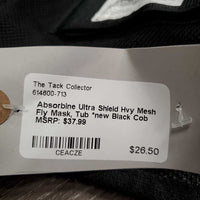 The Tack Collector
614600-713
Absorbine Ultra Shield Hvy Mesh
Fly Mask, Tub *new Black Cob
MSRP: $37.99
CEACZE
$26.50